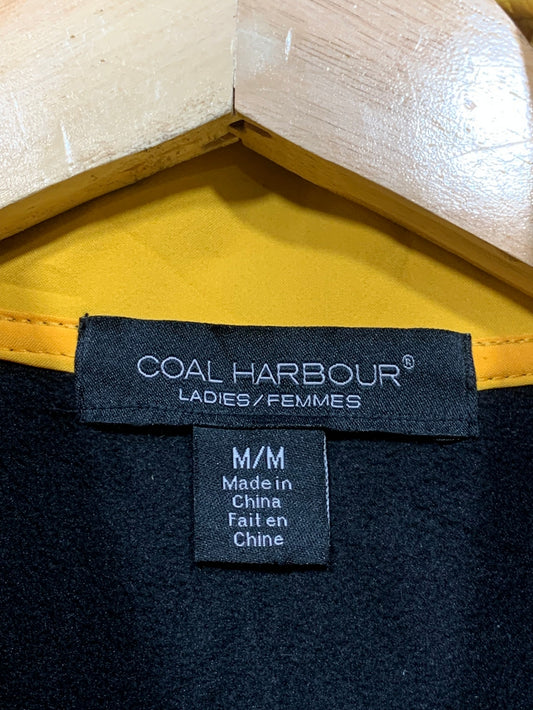 COAL HARBOUR®
LADIES/FEMMES
M/M
Made in
China
Fait en
Chine